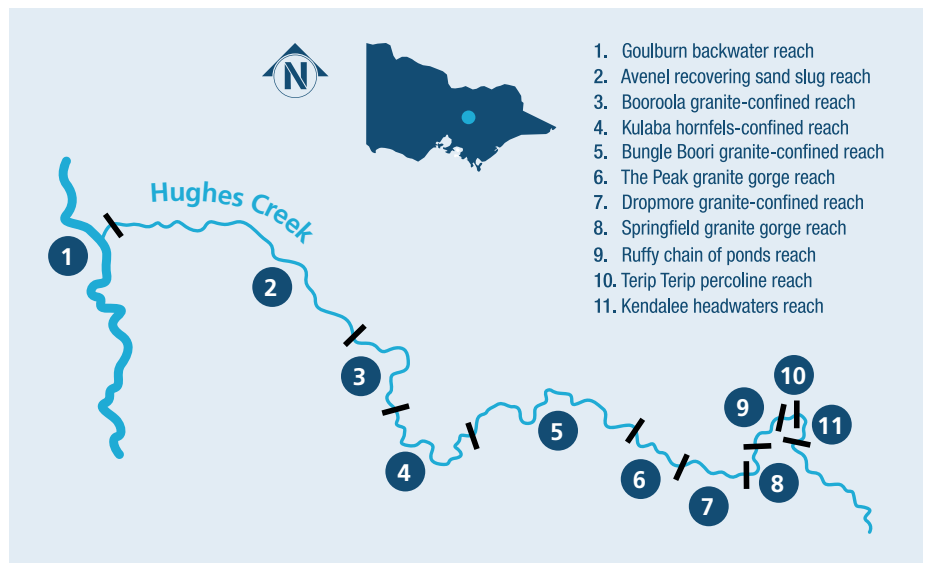 N
1. Goulburn backwater reach
2. Avenel recovering sand slug reach
3. Booroola granite-confined reach
4. Kulaba hornfels-confined reach
5. Bungle Boori granite-confined reach
6. The Peak granite gorge reach
7. Dropmore granite-confined reach
8. Springfield granite gorge reach
9. Ruffy chain of ponds reach
10. Terip Terip percoline reach
11. Kendalee headwaters reach
Hughes Creek
1
2
3
4
5
6
7
8
9
10
11